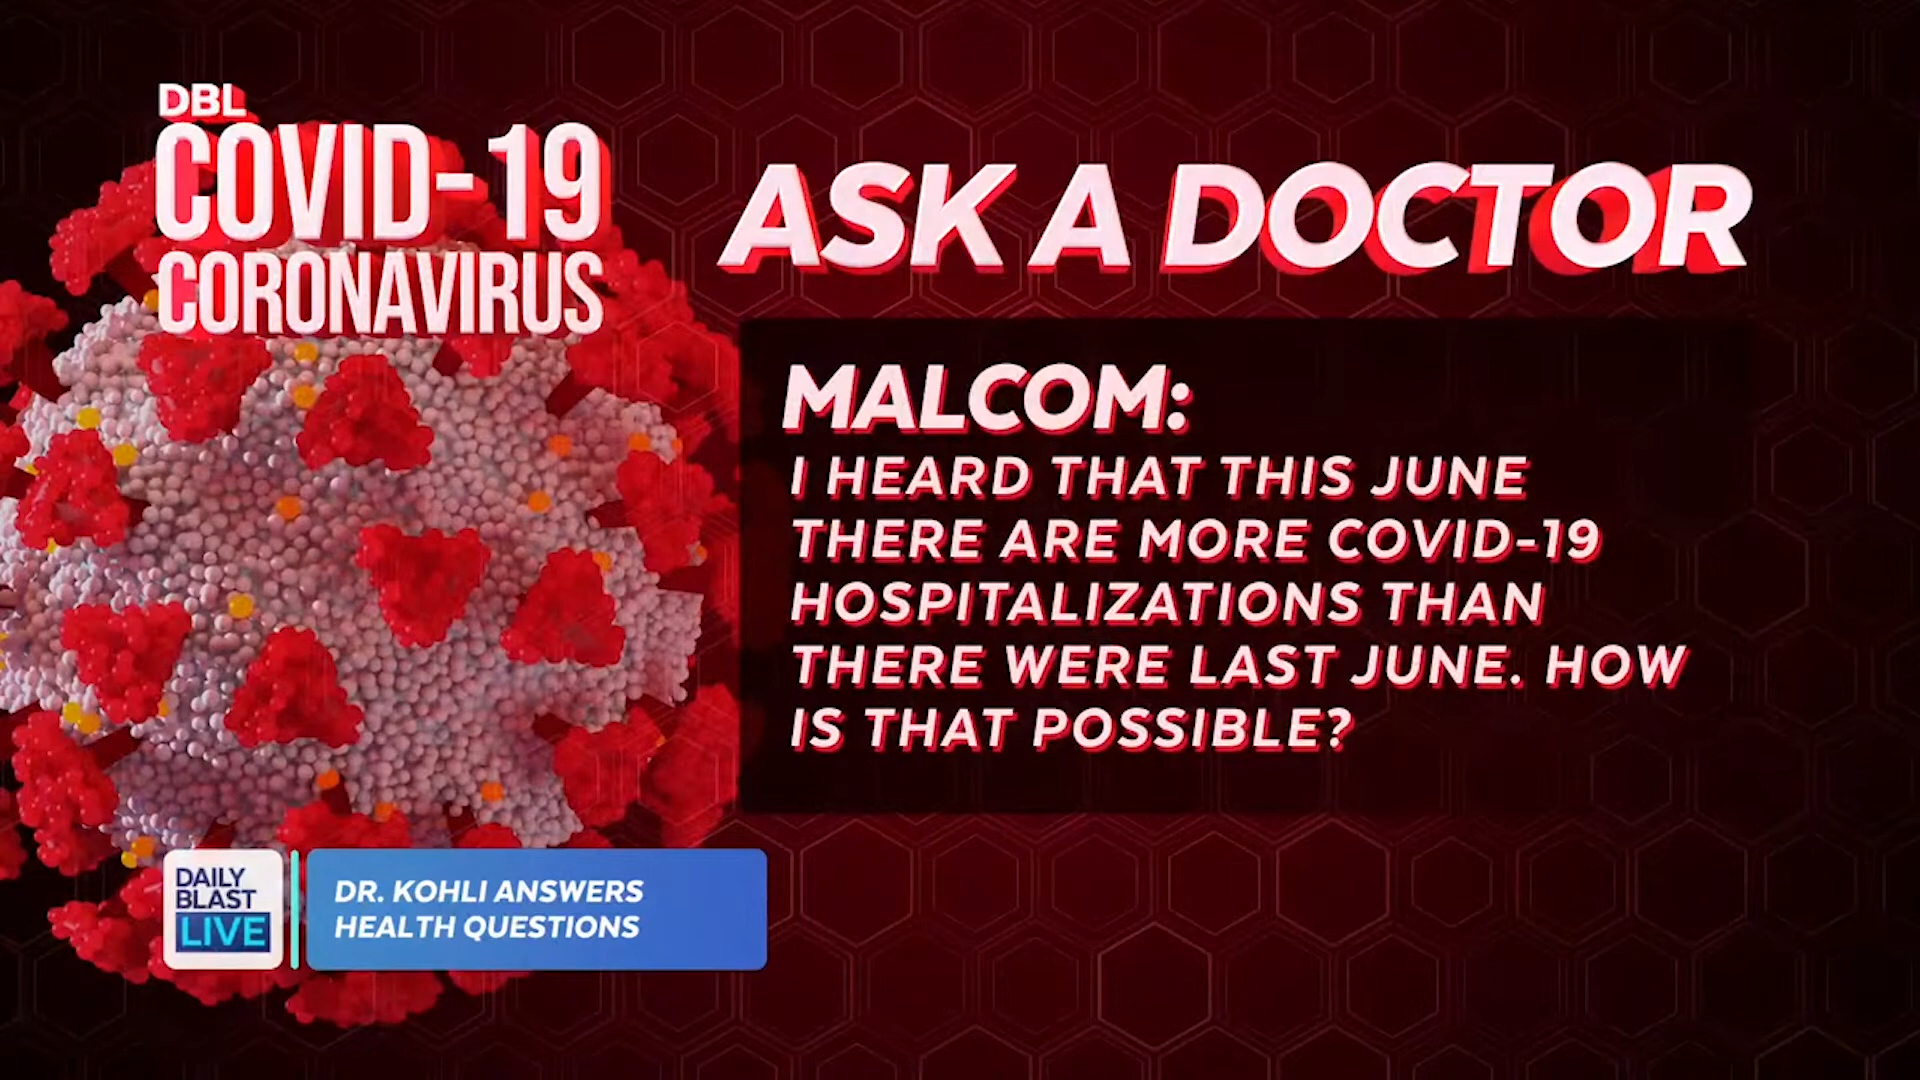 DBL
COVID-19
CORONAVIRUS
ASK A DOCTOR
MALCOM:
I HEARD THAT THIS JUNE
THERE ARE MORE COVID-19
HOSPITALIZATIONS THAN
THERE WERE LAST JUNE. HOW
IS THAT POSSIBLE?
DAILY
BLAST
LIVE
DR. KOHLI ANSWERS
HEALTH QUESTIONS